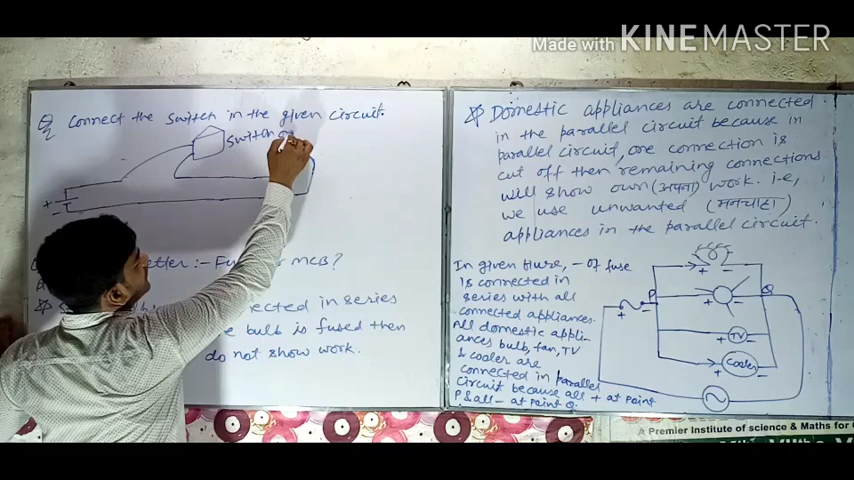 Made with KINEMASTER
Q Connect the switch in the given circuit.
switch
+
-
etter :- Fu r MCB?
nected in series
e bulb is fused then
do not show work.
Domestic appliances are connected
in the parallel circuit because in
parallel circuit, one connection is
cut off then remaining connections
will show own (अपना) work. i.e,
we use unwanted (मनचाहा)
appliances in the parallel circuit.
In given figure, - of fuse
is connected in
series with all
connected appliances.
All domestic appli-
ances bulb, fan, TV
& cooler are
connected in parallel
circuit because all + at point
P & all - at point Q.
+ -
P + - Q
+ -
+ TV -
+ Cooler -
A Premier Institute of science & Maths for